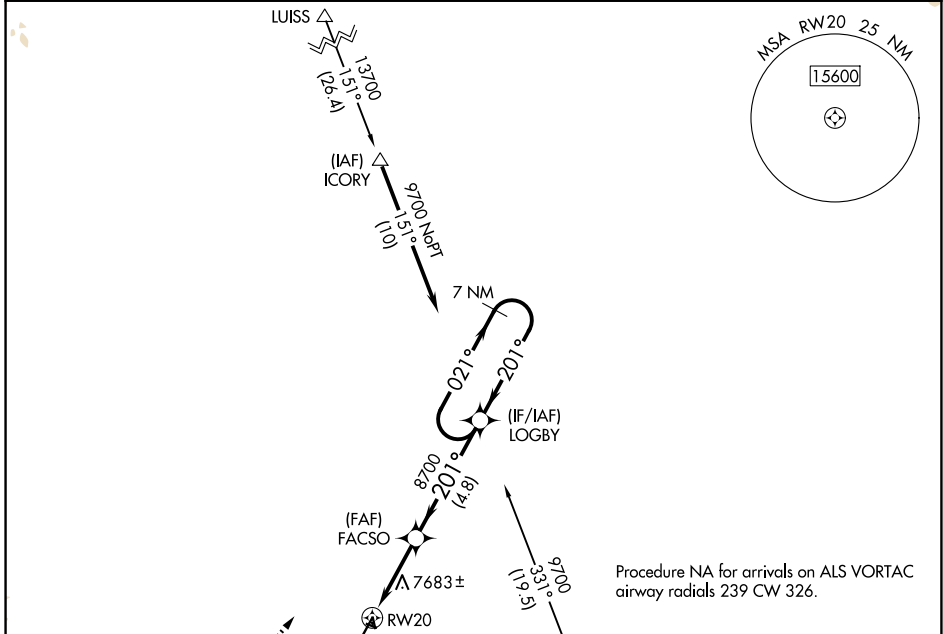 LUISS
13700
151°
(26.4)
MSA RW20 25 NM
15600
(IAF)
ICORY
9700 NoPT
151°
(10)
7 NM
021°
201°
(IF/IAF)
LOGBY
8700
201°
(4.8)
(FAF)
FACSO
7683±
RW20
9700
331°
(19.5)
Procedure NA for arrivals on ALS VORTAC
airway radials 239 CW 326.